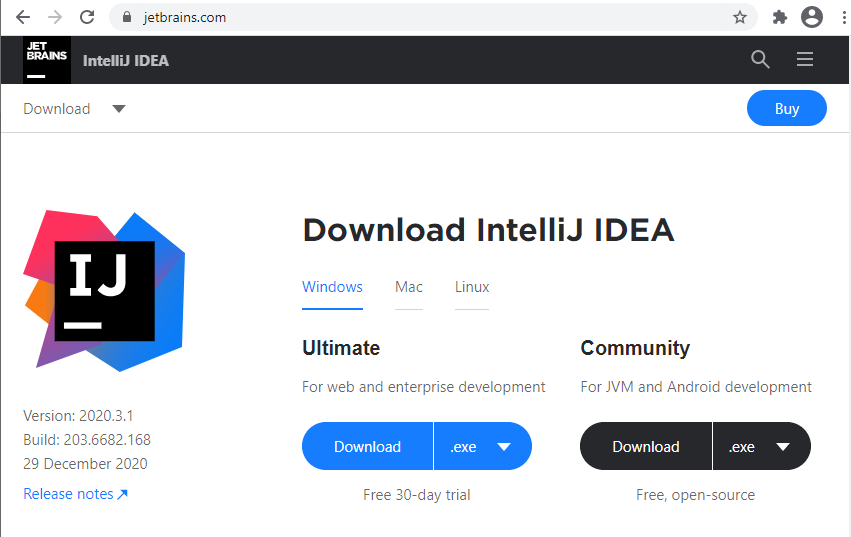 jetbrains.com
JET
BRAINS
IntelliJ IDEA
Download
Buy
IJ
Download IntelliJ IDEA
Windows Mac Linux
Ultimate
Community
For web and enterprise development
For JVM and Android development
Download .exe
Download .exe
Free 30-day trial
Free, open-source
Version: 2020.3.1
Build: 203.6682.168
29 December 2020
Release notes